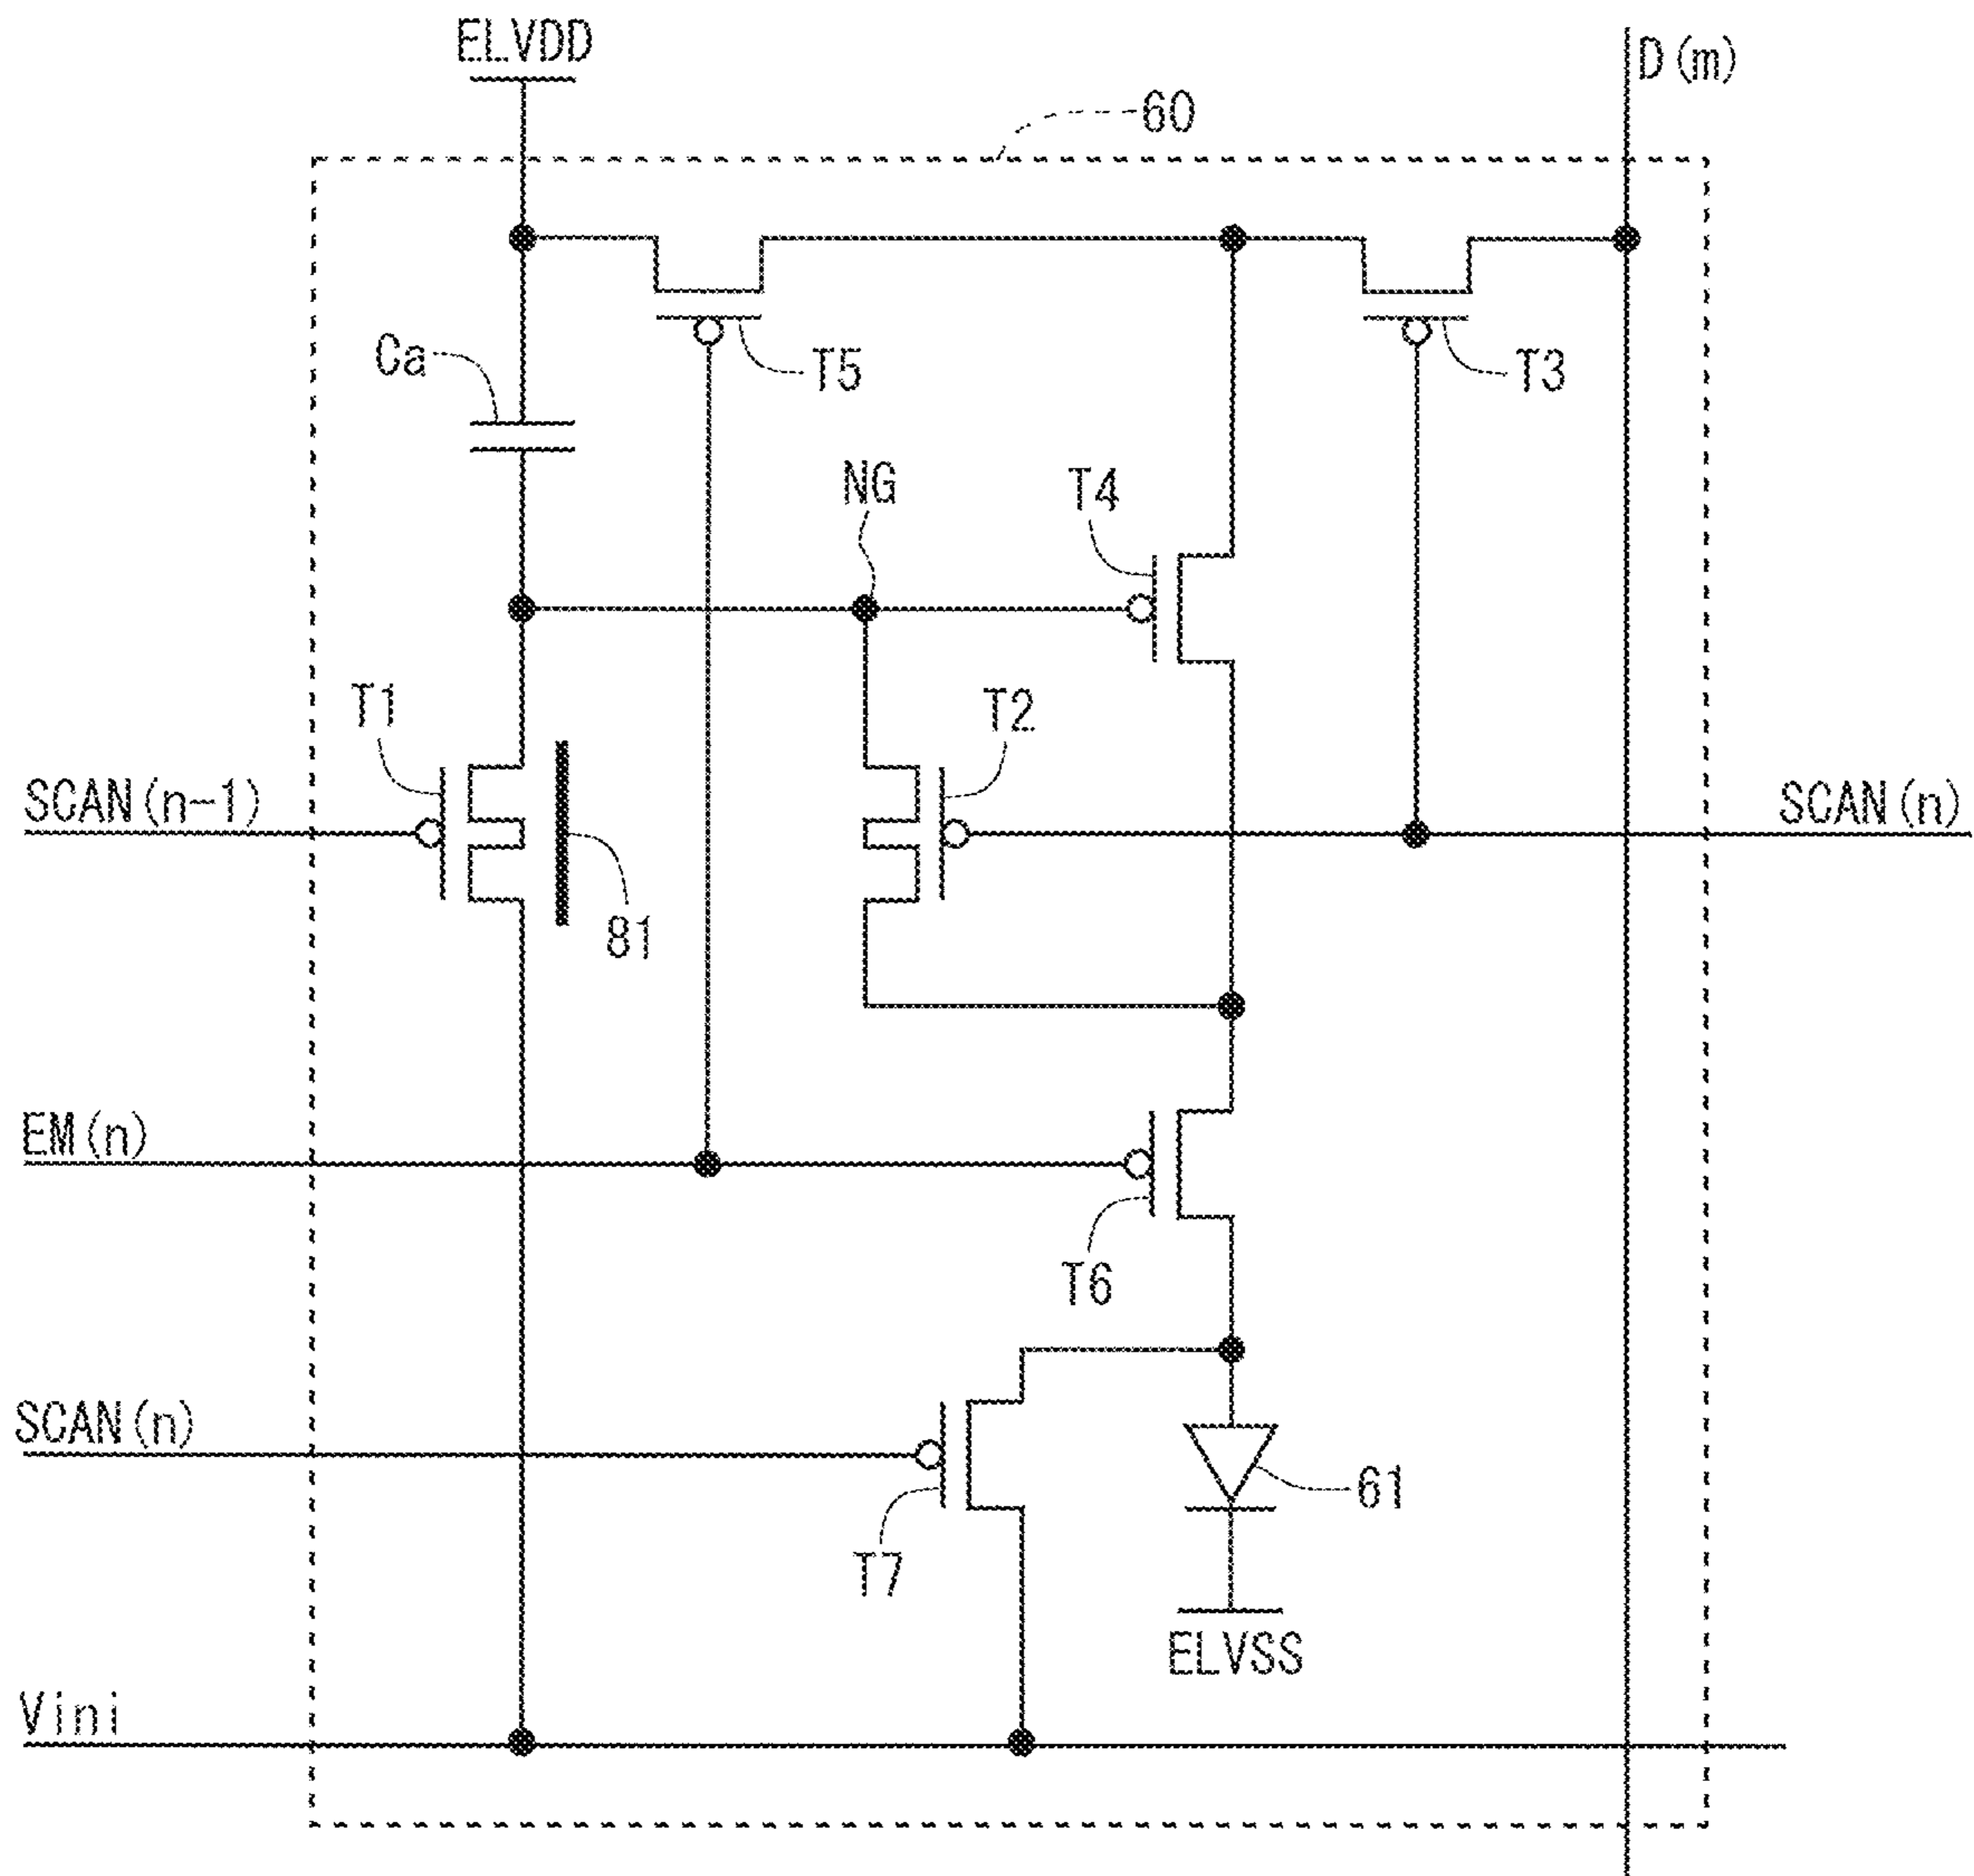 ELVDD
D(m)
60
Ca
T5
T3
NG
T4
T1
T2
SCAN(n-1)
SCAN(n)
81
EM(n)
T6
SCAN(n)
61
T7
ELVSS
Vini